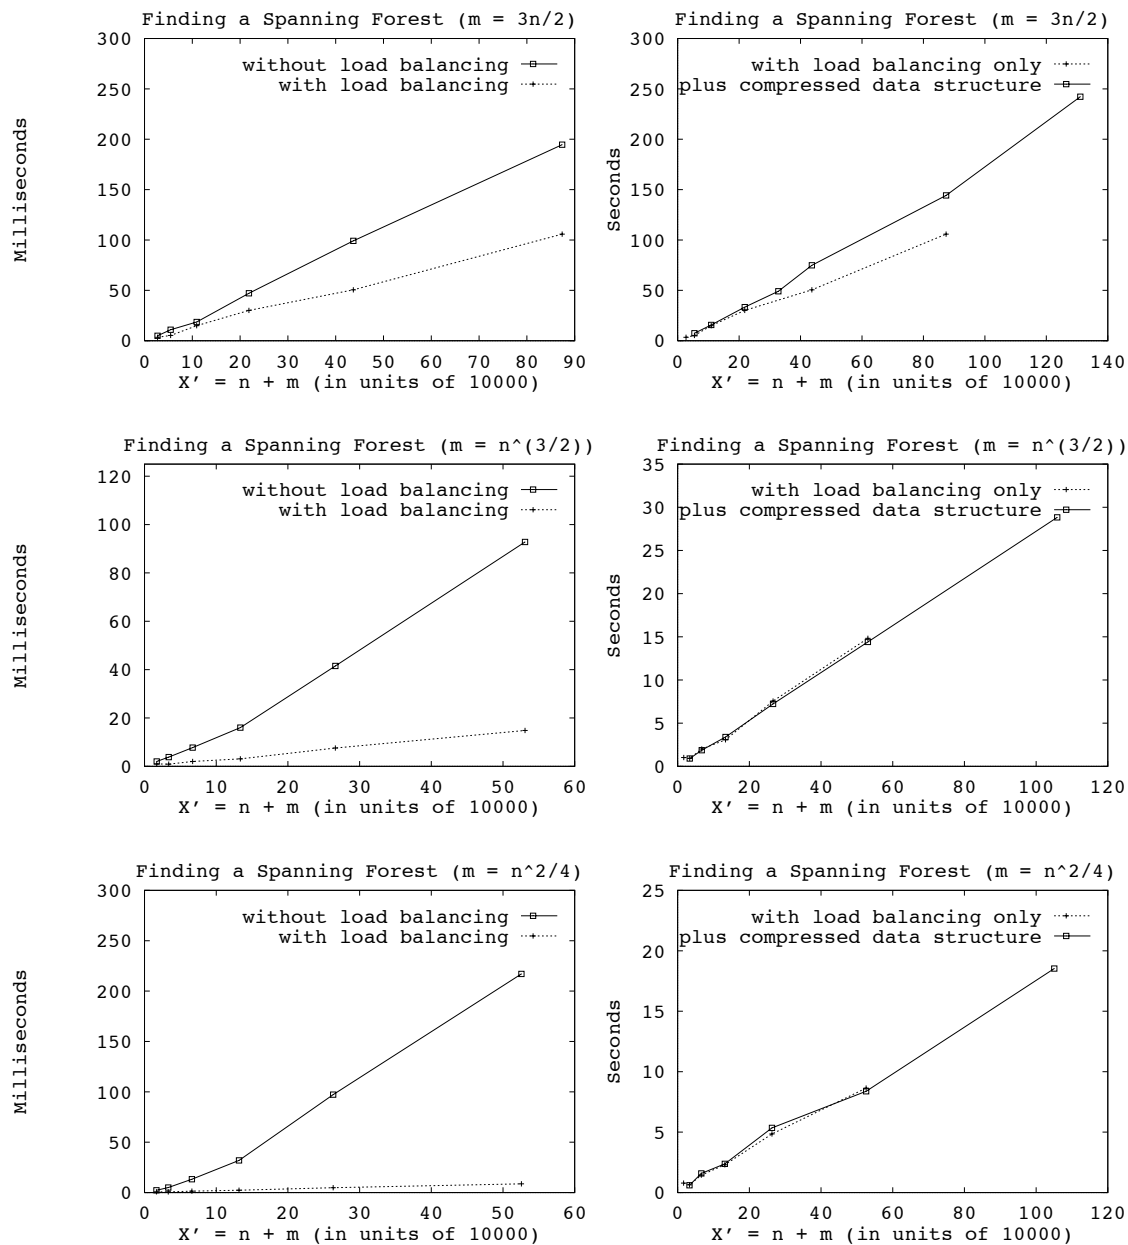 Finding a Spanning Forest (m = 3n/2)
300
250
200
150
100
50
0
without load balancing
with load balancing
Milliseconds
0 10 20 30 40 50 60 70 80 90
X' = n + m (in units of 10000)
Finding a Spanning Forest (m = 3n/2)
300
250
200
150
100
50
0
with load balancing only
plus compressed data structure
Seconds
0 20 40 60 80 100 120 140
X' = n + m (in units of 10000)
Finding a Spanning Forest (m = n^(3/2))
120
100
80
60
40
20
0
without load balancing
with load balancing
Milliseconds
0 10 20 30 40 50 60
X' = n + m (in units of 10000)
Finding a Spanning Forest (m = n^(3/2))
35
30
25
20
15
10
5
0
with load balancing only
plus compressed data structure
Seconds
0 20 40 60 80 100 120
X' = n + m (in units of 10000)
Finding a Spanning Forest (m = n^2/4)
300
250
200
150
100
50
0
without load balancing
with load balancing
Milliseconds
0 10 20 30 40 50 60
X' = n + m (in units of 10000)
Finding a Spanning Forest (m = n^2/4)
25
20
15
10
5
0
with load balancing only
plus compressed data structure
Seconds
0 20 40 60 80 100 120
X' = n + m (in units of 10000)